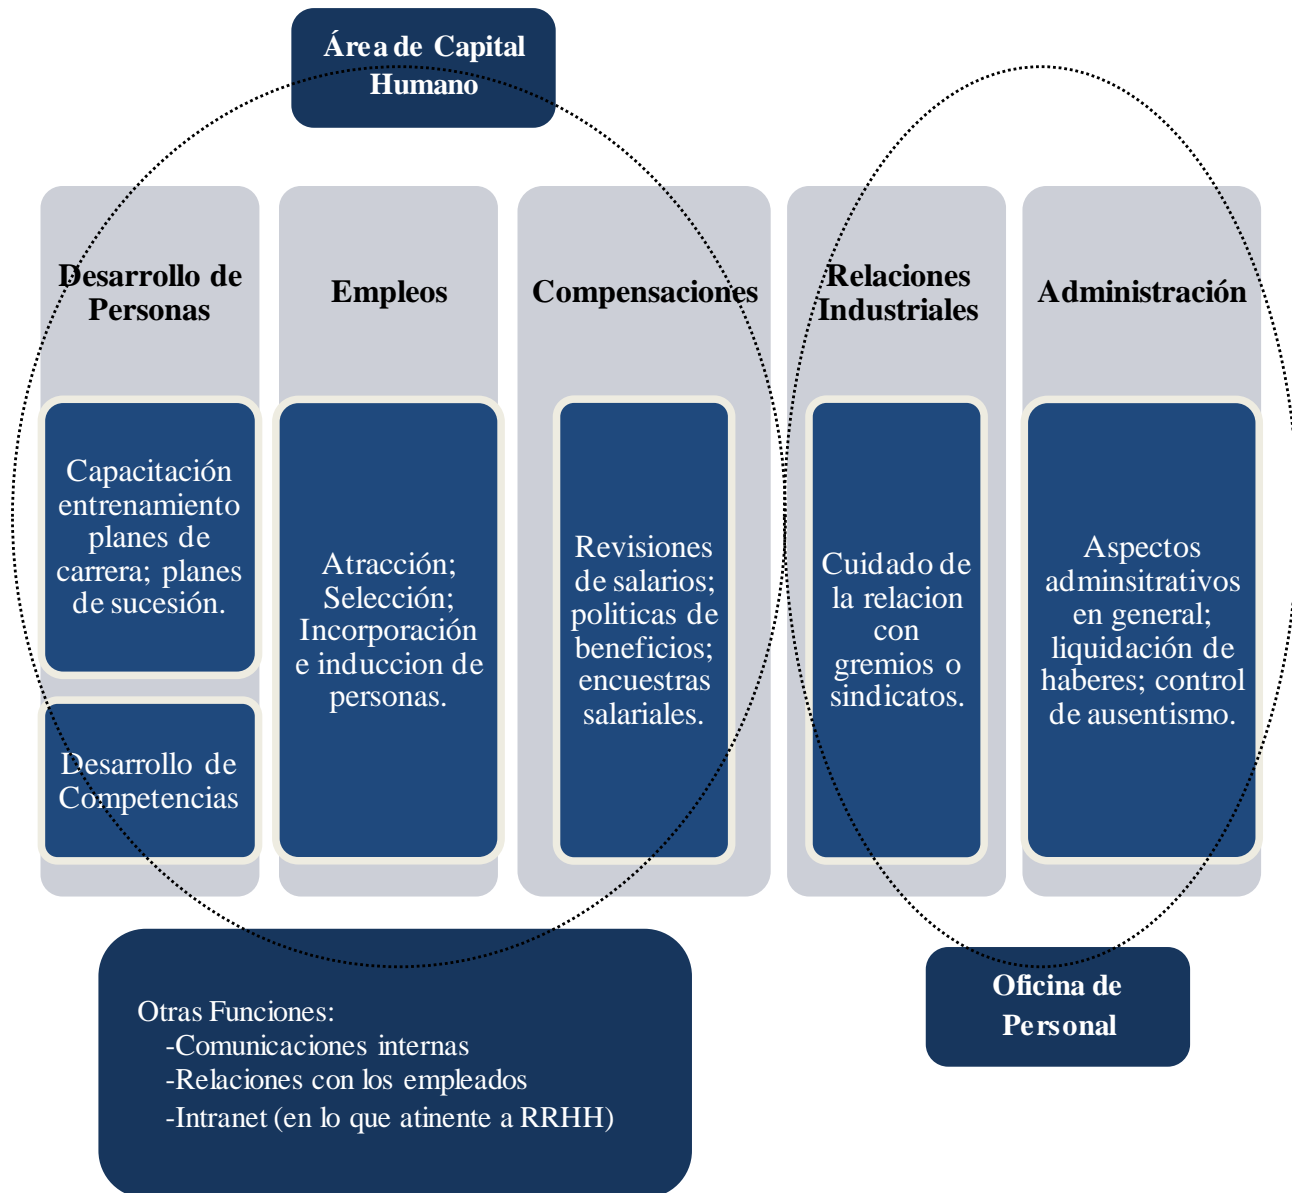 Área de Capital
Humano
Desarrollo de
Personas
Empleos
Compensaciones
Relaciones
Industriales
Administración
Capacitación
entrenamiento
planes de
carrera; planes
de sucesión.
Desarrollo de
Competencias
Atracción;
Selección;
Incorporación
e induccion de
personas.
Revisiones
de salarios;
politicas de
beneficios;
encuestras
salariales.
Cuidado de
la relacion
con
gremios o
sindicatos.
Aspectos
adminsitrativos
en general;
liquidación de
haberes; control
de ausentismo.
Otras Funciones:
-Comunicaciones internas
-Relaciones con los empleados
-Intranet (en lo que atinente a RRHH)
Oficina de
Personal